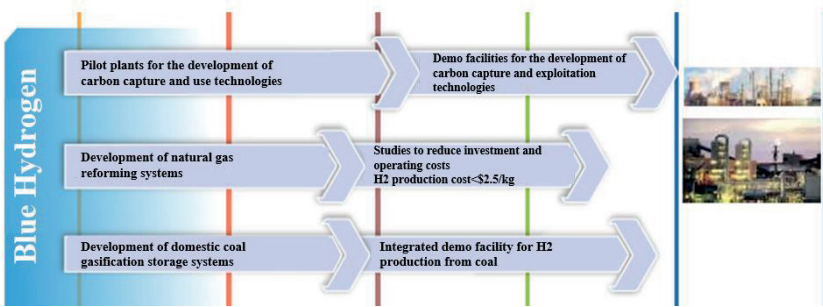 Blue Hydrogen
Pilot plants for the development of
carbon capture and use technologies
Demo facilities for the development of
carbon capture and exploitation
technologies
Development of natural gas
reforming systems
Studies to reduce investment and
operating costs
H2 production cost<$2.5/kg
Development of domestic coal
gasification storage systems
Integrated demo facility for H2
production from coal